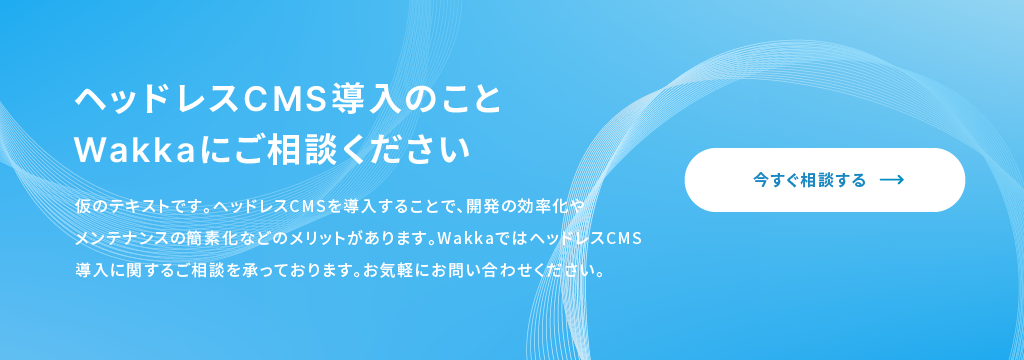 ヘッドレスCMS導入のこと
Wakkaにご相談ください
仮のテキストです。ヘッドレスCMSを導入することで、開発の効率化や
メンテナンスの簡素化などのメリットがあります。WakkaではヘッドレスCMS
導入に関するご相談を承っております。お気軽にお問い合わせください。
今すぐ相談する